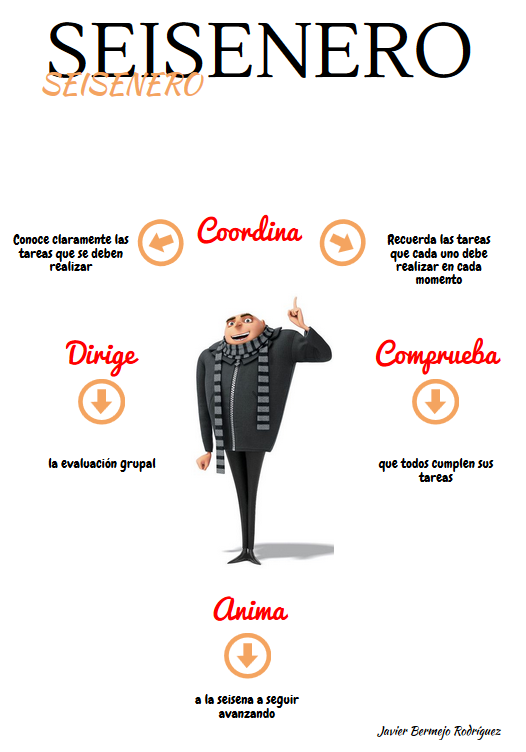 SEISENERO
SEISENERO
Coordina
Conoce claramente las
tareas que se deben
realizar
Recuerda las tareas
que cada uno debe
realizar en cada
momento
Dirige
la evaluación grupal
Comprueba
que todos cumplen sus
tareas
Anima
a la seisena a seguir
avanzando
Javier Bermejo Rodríguez